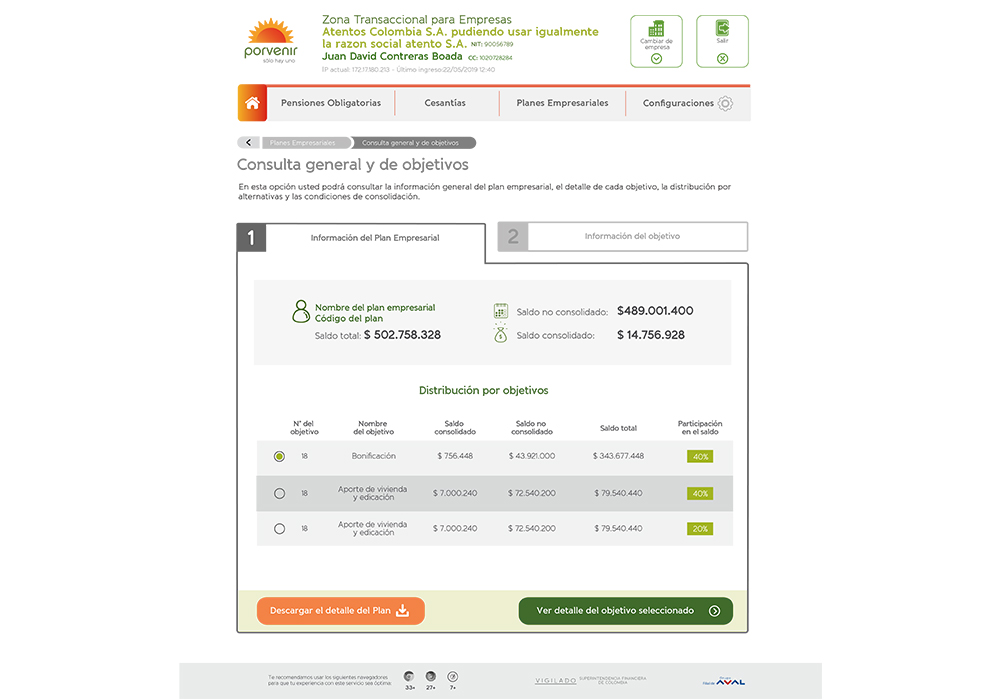 porvenir
sólo hay uno
Zona Transaccional para Empresas
Atentos Colombia S.A. pudiendo usar igualmente
la razon social atento S.A. NIT: 90056789
Juan David Contreras Boada CC: 1020728284
IP actual: 172.17.180.213 - Último ingreso:22/05/2019 12:40
Cambiar de
empresa
Salir
Pensiones Obligatorias
Cesantías
Planes Empresariales
Configuraciones
Planes Empresariales
Consulta general y de objetivos
Consulta general y de objetivos
En esta opción usted podrá consultar la información general del plan empresarial, el detalle de cada objetivo, la distribución por
alternativas y las condiciones de consolidación.
1 Información del Plan Empresarial
2 Información del objetivo
Nombre del plan empresarial
Código del plan
Saldo total: $ 502.758.328
Saldo no consolidado: $489.001.400
Saldo consolidado: $ 14.756.928
Distribución por objetivos
N° del
objetivo
Nombre
del objetivo
Saldo
consolidado
Saldo no
consolidado
Saldo total
Participación
en el saldo
18 Bonificación $ 756.448 $ 43.921.000 $ 343.677.448 40%
18 Aporte de vivienda
y edicación $ 7.000.240 $ 72.540.200 $ 79.540.440 40%
18 Aporte de vivienda
y edicación $ 7.000.240 $ 72.540.200 $ 79.540.440 20%
Descargar el detalle del Plan
Ver detalle del objetivo seleccionado
Te recomendamos usar los siguientes navegadores
para que tu experiencia con este servicio sea óptima:
33+ 27+ 7+
VIGILADO SUPERINTENDENCIA FINANCIERA
DE COLOMBIA
AVAL